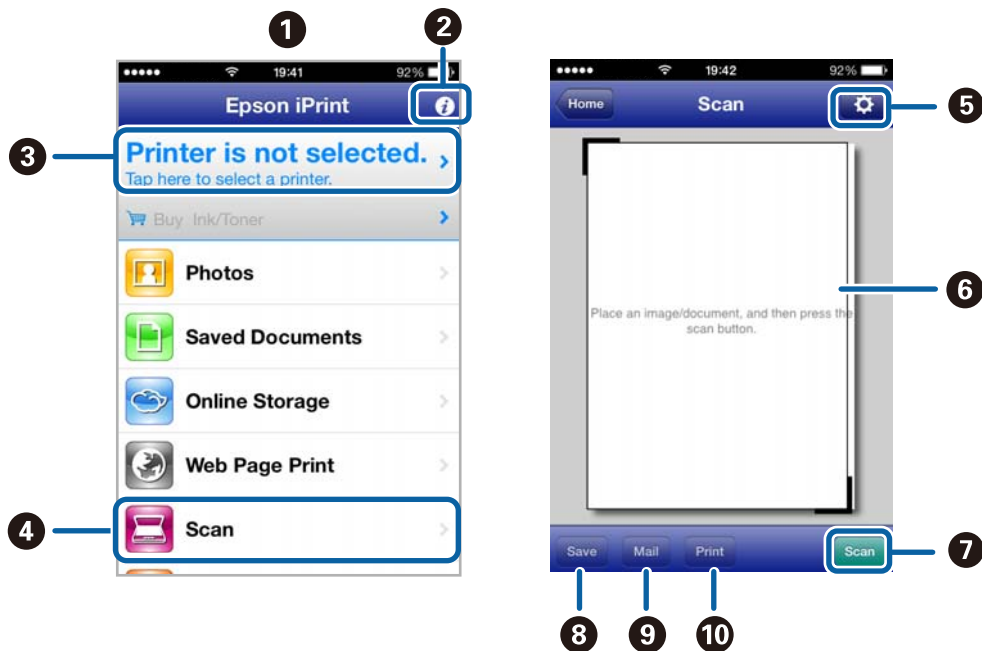 1
2
19:41
92%
Epson iPrint
3
Printer is not selected.
Tap here to select a printer.
Buy Ink/Toner
Photos
Saved Documents
Online Storage
Web Page Print
4
Scan
19:42
92%
Home
Scan
5
6
Place an image/document, and then press the
scan button.
Save
Mail
Print
Scan
7
8
9
10